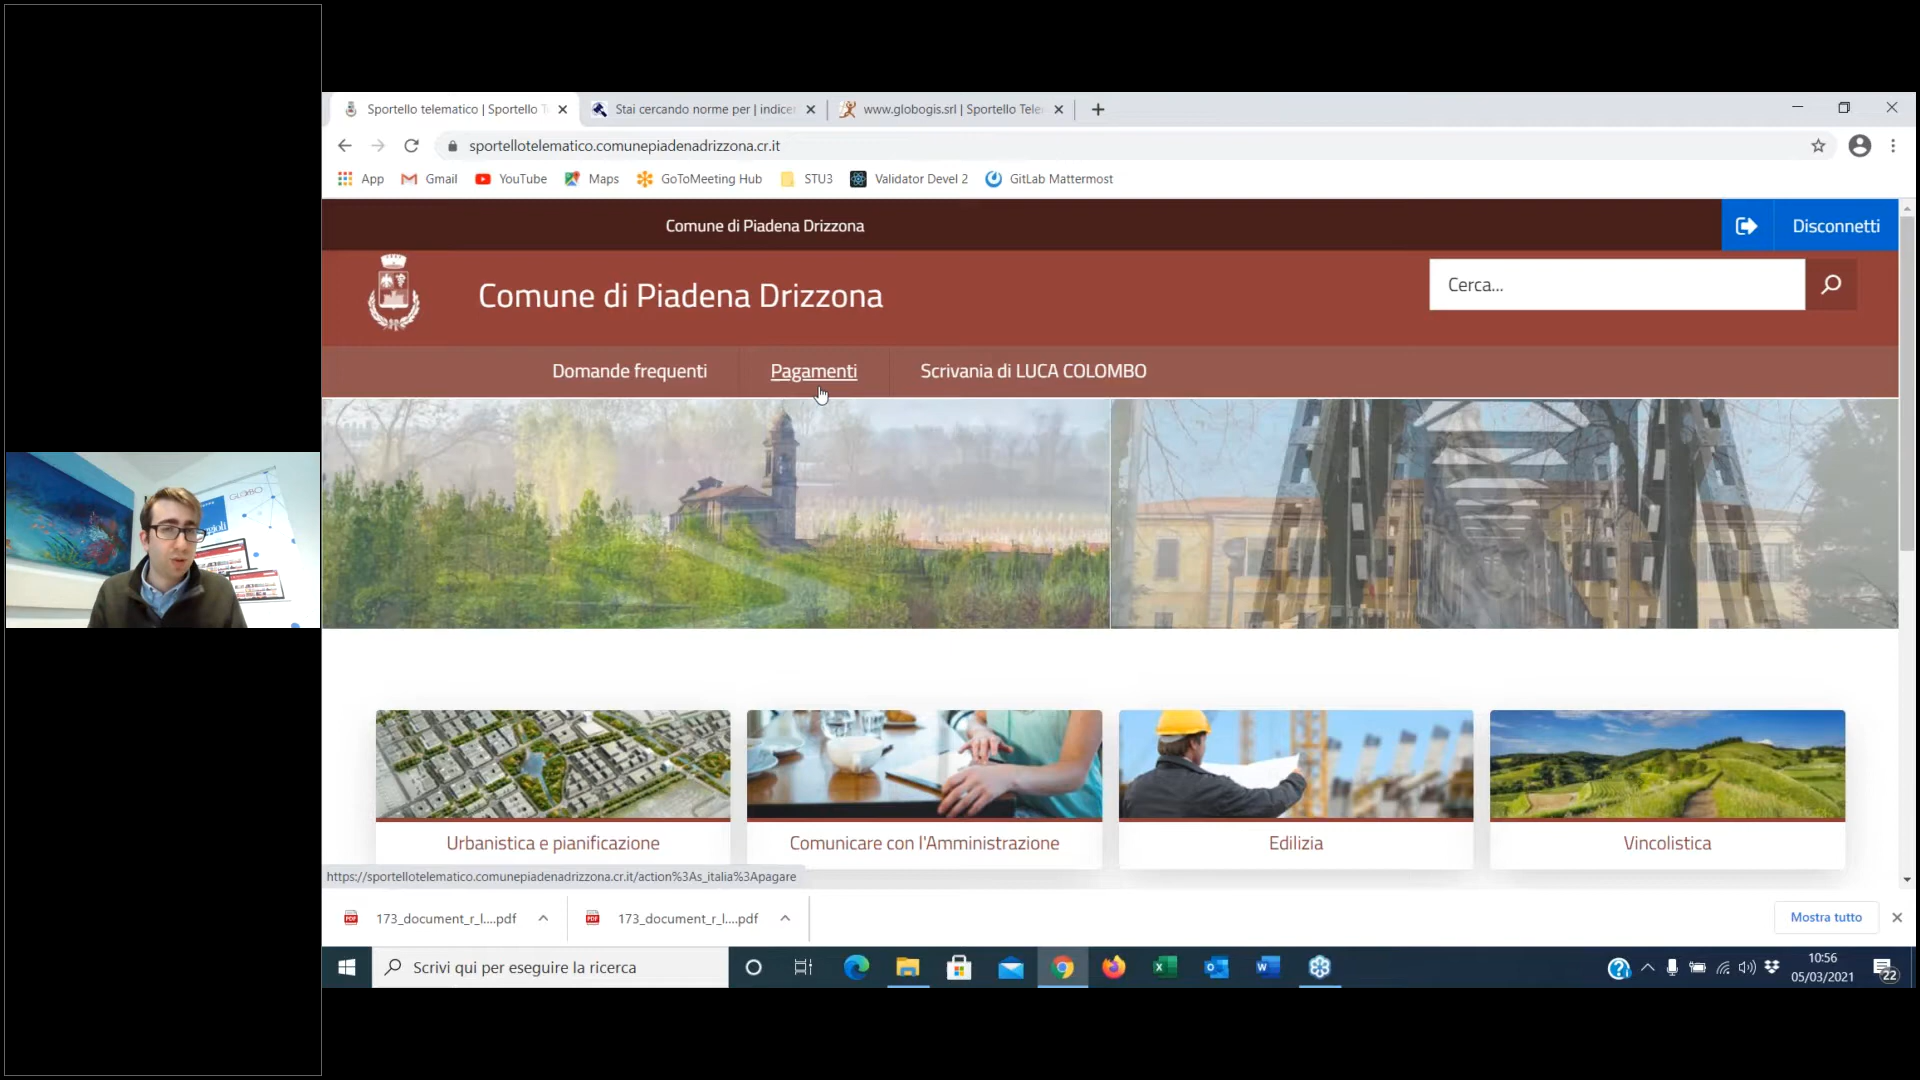 Sportello telematico | Sportello T
Stai cercando norme per | indicen
www.globogis.srl | Sportello Tele
sportellotelematico.comunepiadenadrizzona.cr.it
App
Gmail
YouTube
Maps
GoToMeeting Hub
STU3
Validator Devel 2
GitLab Mattermost
Comune di Piadena Drizzona
Disconnetti
Comune di Piadena Drizzona
Cerca...
Domande frequenti
Pagamenti
Scrivania di LUCA COLOMBO
Urbanistica e pianificazione
Comunicare con l'Amministrazione
Edilizia
Vincolistica
https://sportellotelematico.comunepiadenadrizzona.cr.it/action%3As_italia%3Apagare
173_document_r_l....pdf
173_document_r_l....pdf
Mostra tutto
Scrivi qui per eseguire la ricerca
10:56
05/03/2021
22